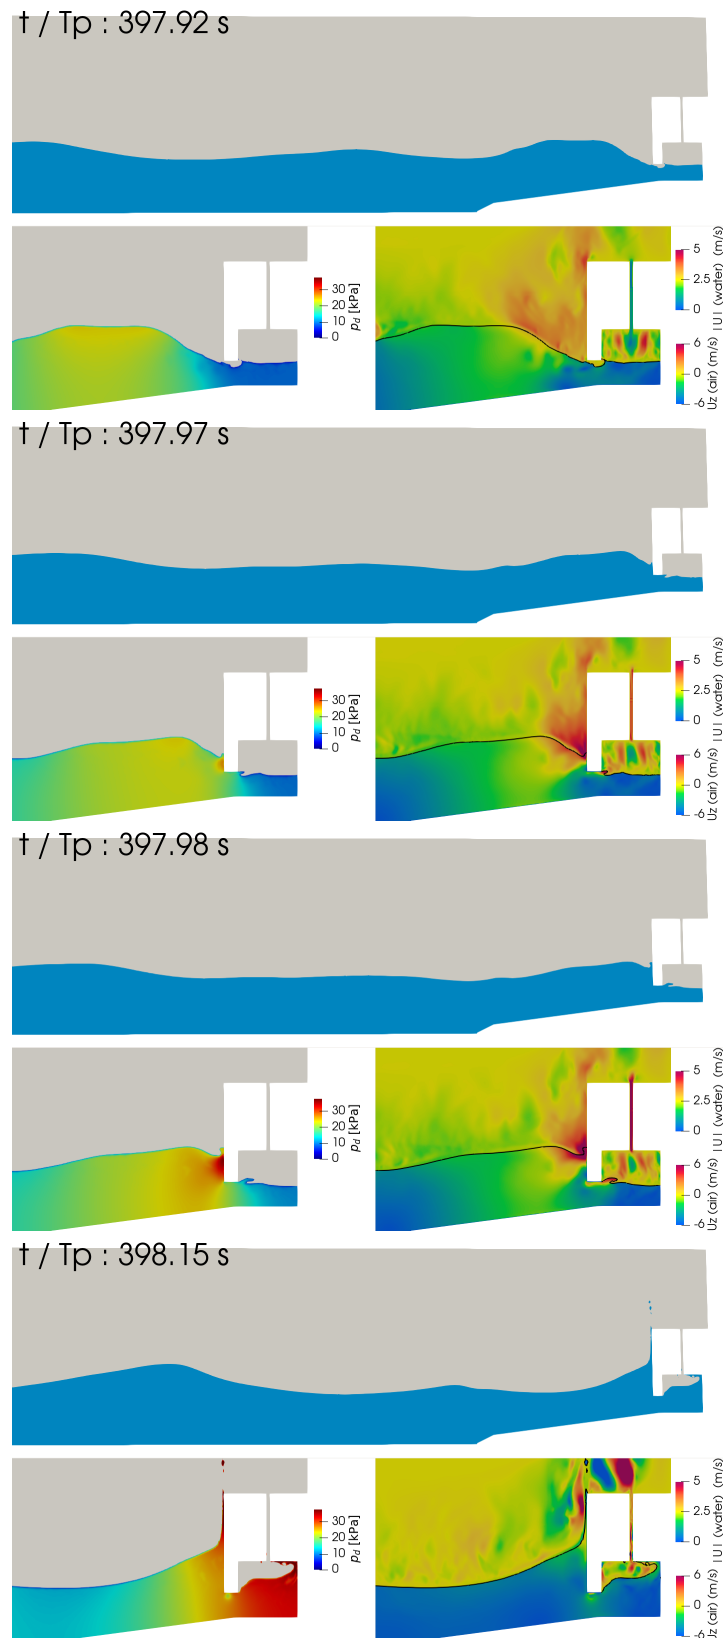 t / Tp : 397.92 s
30
20
10
0
p_d [kPa]
5
2.5
0
|U| (water) (m/s)
6
0
-6
Uz (air) (m/s)
t / Tp : 397.97 s
30
20
10
0
p_d [kPa]
5
2.5
0
|U| (water) (m/s)
6
0
-6
Uz (air) (m/s)
t / Tp : 397.98 s
30
20
10
0
p_d [kPa]
5
2.5
0
|U| (water) (m/s)
6
0
-6
Uz (air) (m/s)
t / Tp : 398.15 s
30
20
10
0
p_d [kPa]
5
2.5
0
|U| (water) (m/s)
6
0
-6
Uz (air) (m/s)